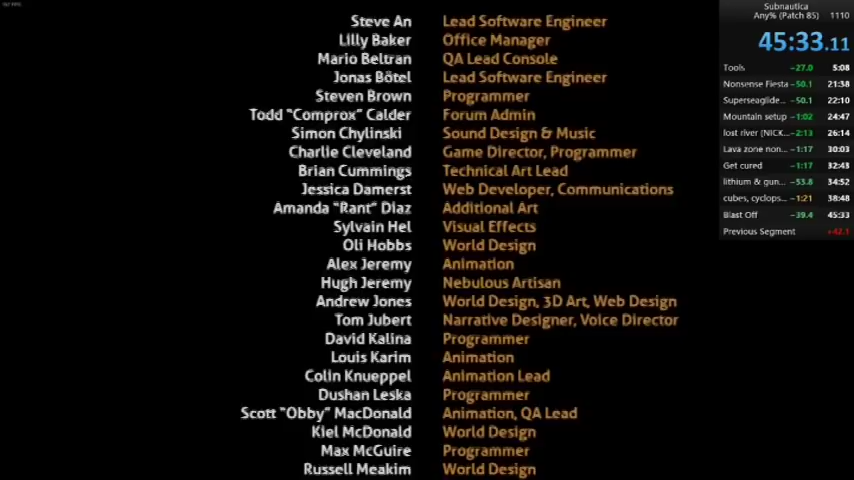 Steve An Lead Software Engineer
Lilly Baker Office Manager
Mario Beltran QA Lead Console
Jonas Bötel Lead Software Engineer
Steven Brown Programmer
Todd "Comprox" Calder Forum Admin
Simon Chylinski Sound Design & Music
Charlie Cleveland Game Director, Programmer
Brian Cummings Technical Art Lead
Jessica Damerst Web Developer, Communications
Amanda "Rant" Diaz Additional Art
Sylvain Hel Visual Effects
Oli Hobbs World Design
Alex Jeremy Animation
Hugh Jeremy Nebulous Artisan
Andrew Jones World Design, 3D Art, Web Design
Tom Jubert Narrative Designer, Voice Director
David Kalina Programmer
Louis Karim Animation
Colin Knueppel Animation Lead
Dushan Leska Programmer
Scott "Obby" MacDonald Animation, QA Lead
Kiel McDonald World Design
Max McGuire Programmer
Russell Meakim World Design
Subnautica
Any% (Patch 85) 1110
45:33.11
Tools -27.0 5:08
Nonsense Fiesta -50.1 21:38
Superseaglide... -50.1 22:10
Mountain setup -1:02 24:47
lost river (NICK... -2:13 26:14
Lava zone non... -1:17 30:03
Get cured -1:17 32:43
lithium & gun... -53.8 34:52
cubes, cyclops... -1:21 38:48
Blast Off -39.4 45:33
Previous Segment +42.1